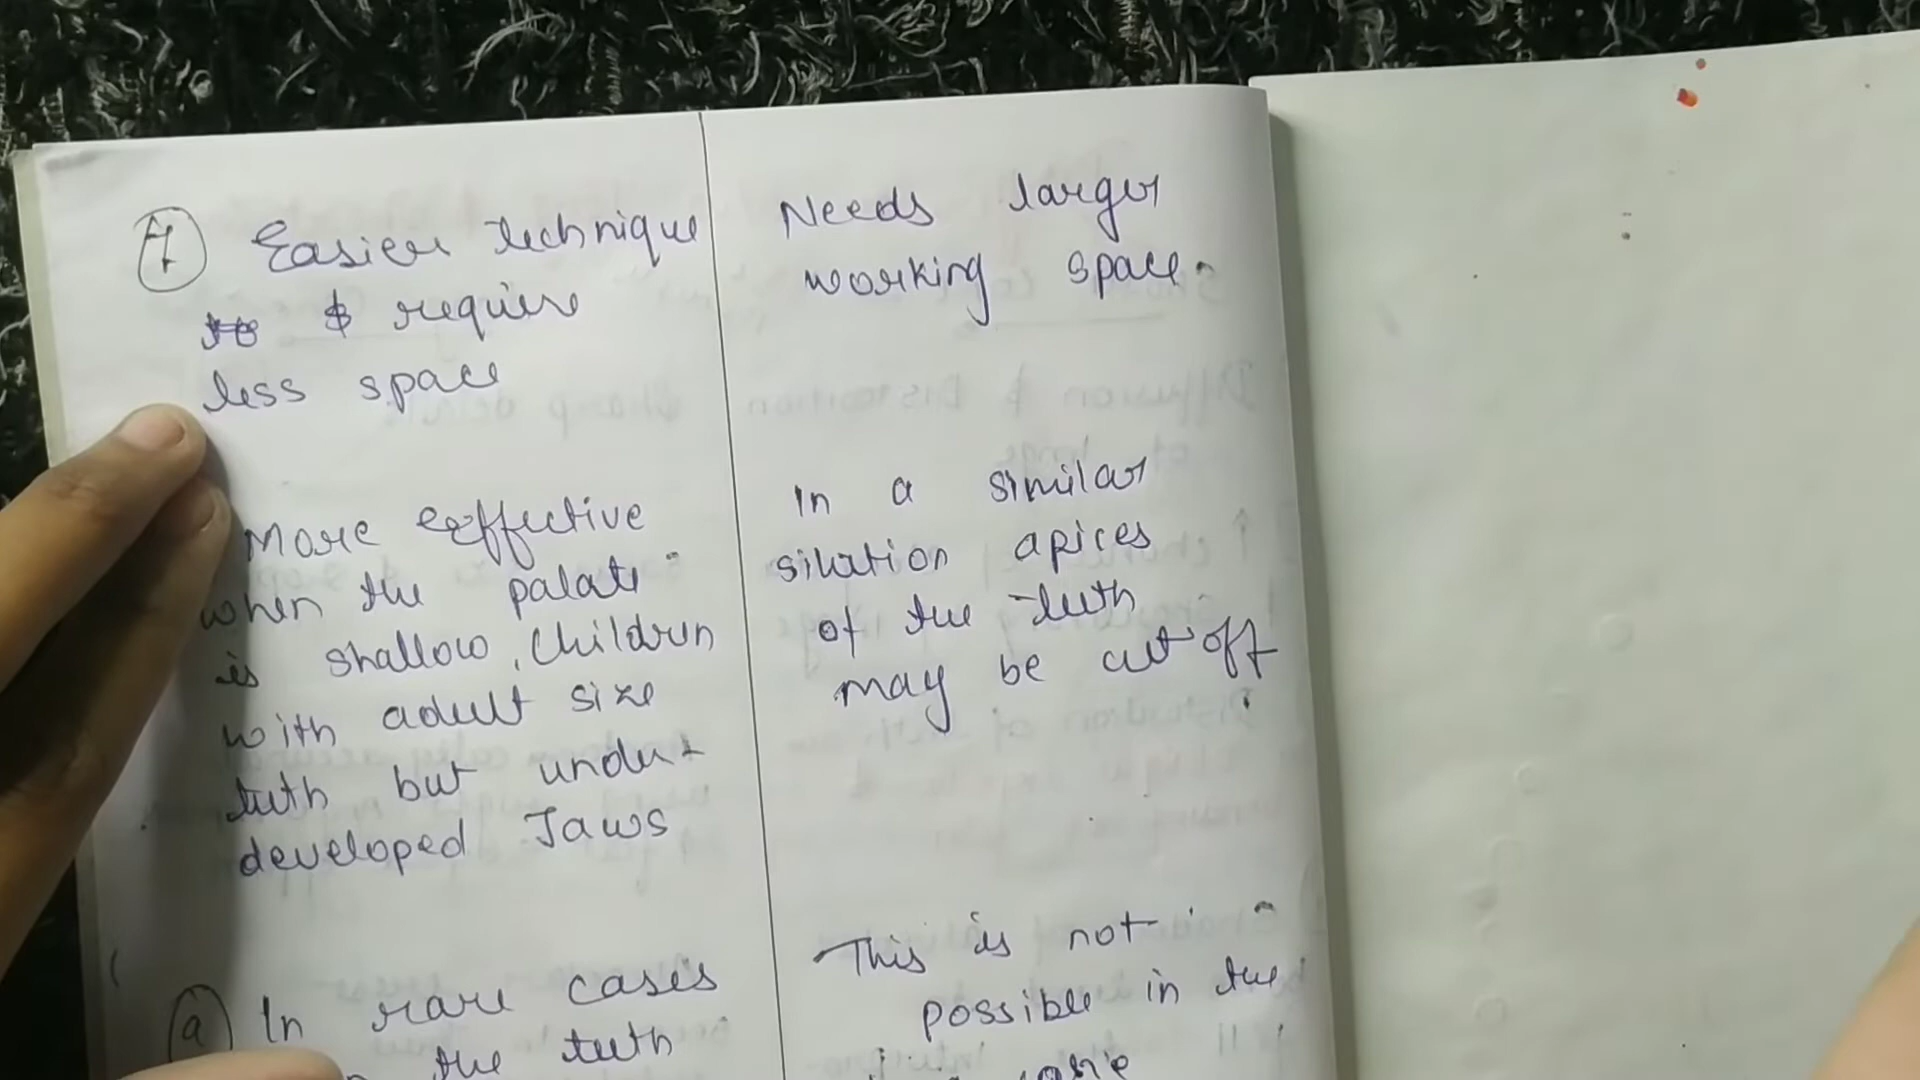 7 Easier technique
& require
less space
More effective
when the palate
is shallow, Children
with adult size
teeth but under
developed Jaws
a In rare cases
the teeth
Needs larger
working space.
In a similar
sitution apices
of the teeth
may be cut off.
This is not
possible in the